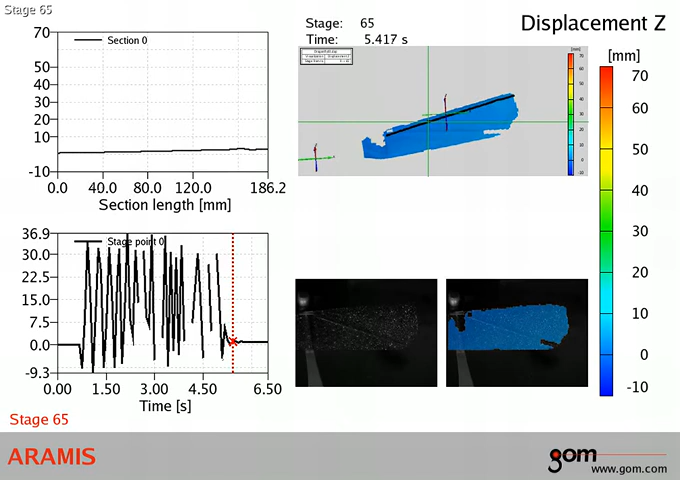 Stage 65
Stage: 65
Time: 5.417 s
Displacement Z
[mm]
70
60
50
40
30
20
10
0
-10
70
50
40
30
20
10
-10
Section 0
0.0 40.0 80.0 120.0 186.2
Section length [mm]
36.9
30.0
22.5
15.0
7.5
0.0
-9.3
Stage point 0
0.00 1.50 3.00 4.50 6.50
Time [s]
Stage 65
ARAMIS
gom
www.gom.com